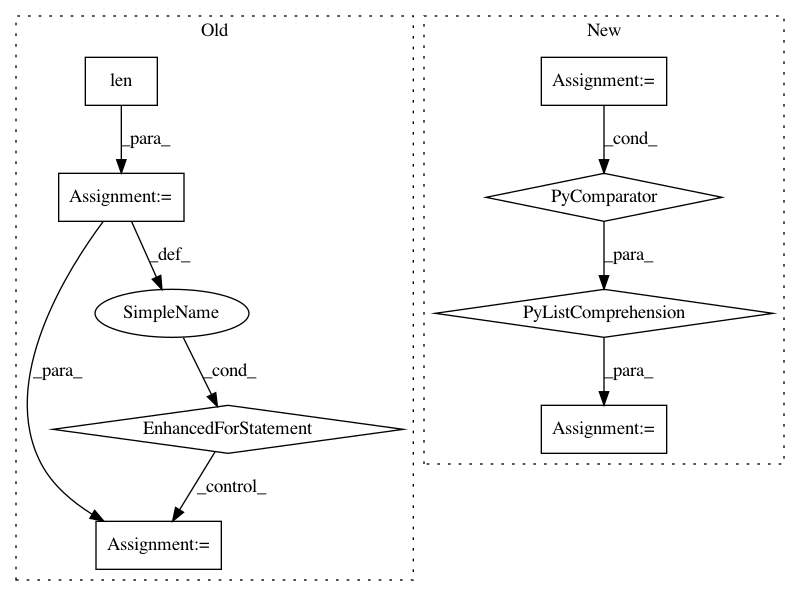 Old
len
_para_
Assignment:=
_def_
SimpleName
_para_
_cond_
EnhancedForStatement
_control_
Assignment:=
New
Assignment:=
_cond_
PyComparator
_para_
PyListComprehension
_para_
Assignment:=